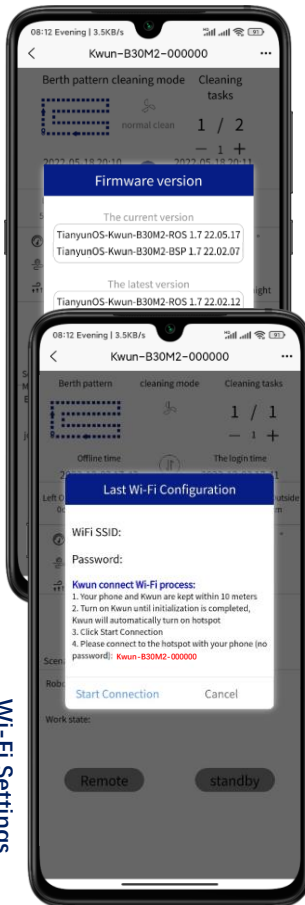 08:12 Evening | 3.5KB/s 91
Kwun-B30M2-000000
Berth pattern cleaning mode Cleaning
tasks
normal clean 1 / 2
— 1 +
2022-05-18 20:10 2022-05-18 20:11
Firmware version
The current version
TianyunOS-Kwun-B30M2-ROS 1.7 22.05.17
TianyunOS-Kwun-B30M2-BSP 1.7 22.02.07
The latest version
TianyunOS-Kwun-B30M2-ROS 1.7 22.02.12
08:12 Evening | 3.5KB/s 91
Kwun-B30M2-000000
Berth pattern cleaning mode Cleaning tasks
1 / 1
— 1 +
Offline time The login time
Last Wi-Fi Configuration
WiFi SSID:
Password:
Kwun connect Wi-Fi process:
1. Your phone and Kwun are kept within 10 meters
2. Turn on Kwun until initialization is completed,
Kwun will automatically turn on hotspot
3. Click Start Connection
4. Please connect to the hotspot with your phone (no
password): Kwun-B30M2-000000
Start Connection Cancel
Work state:
Remote standby
Wi-Fi Settings